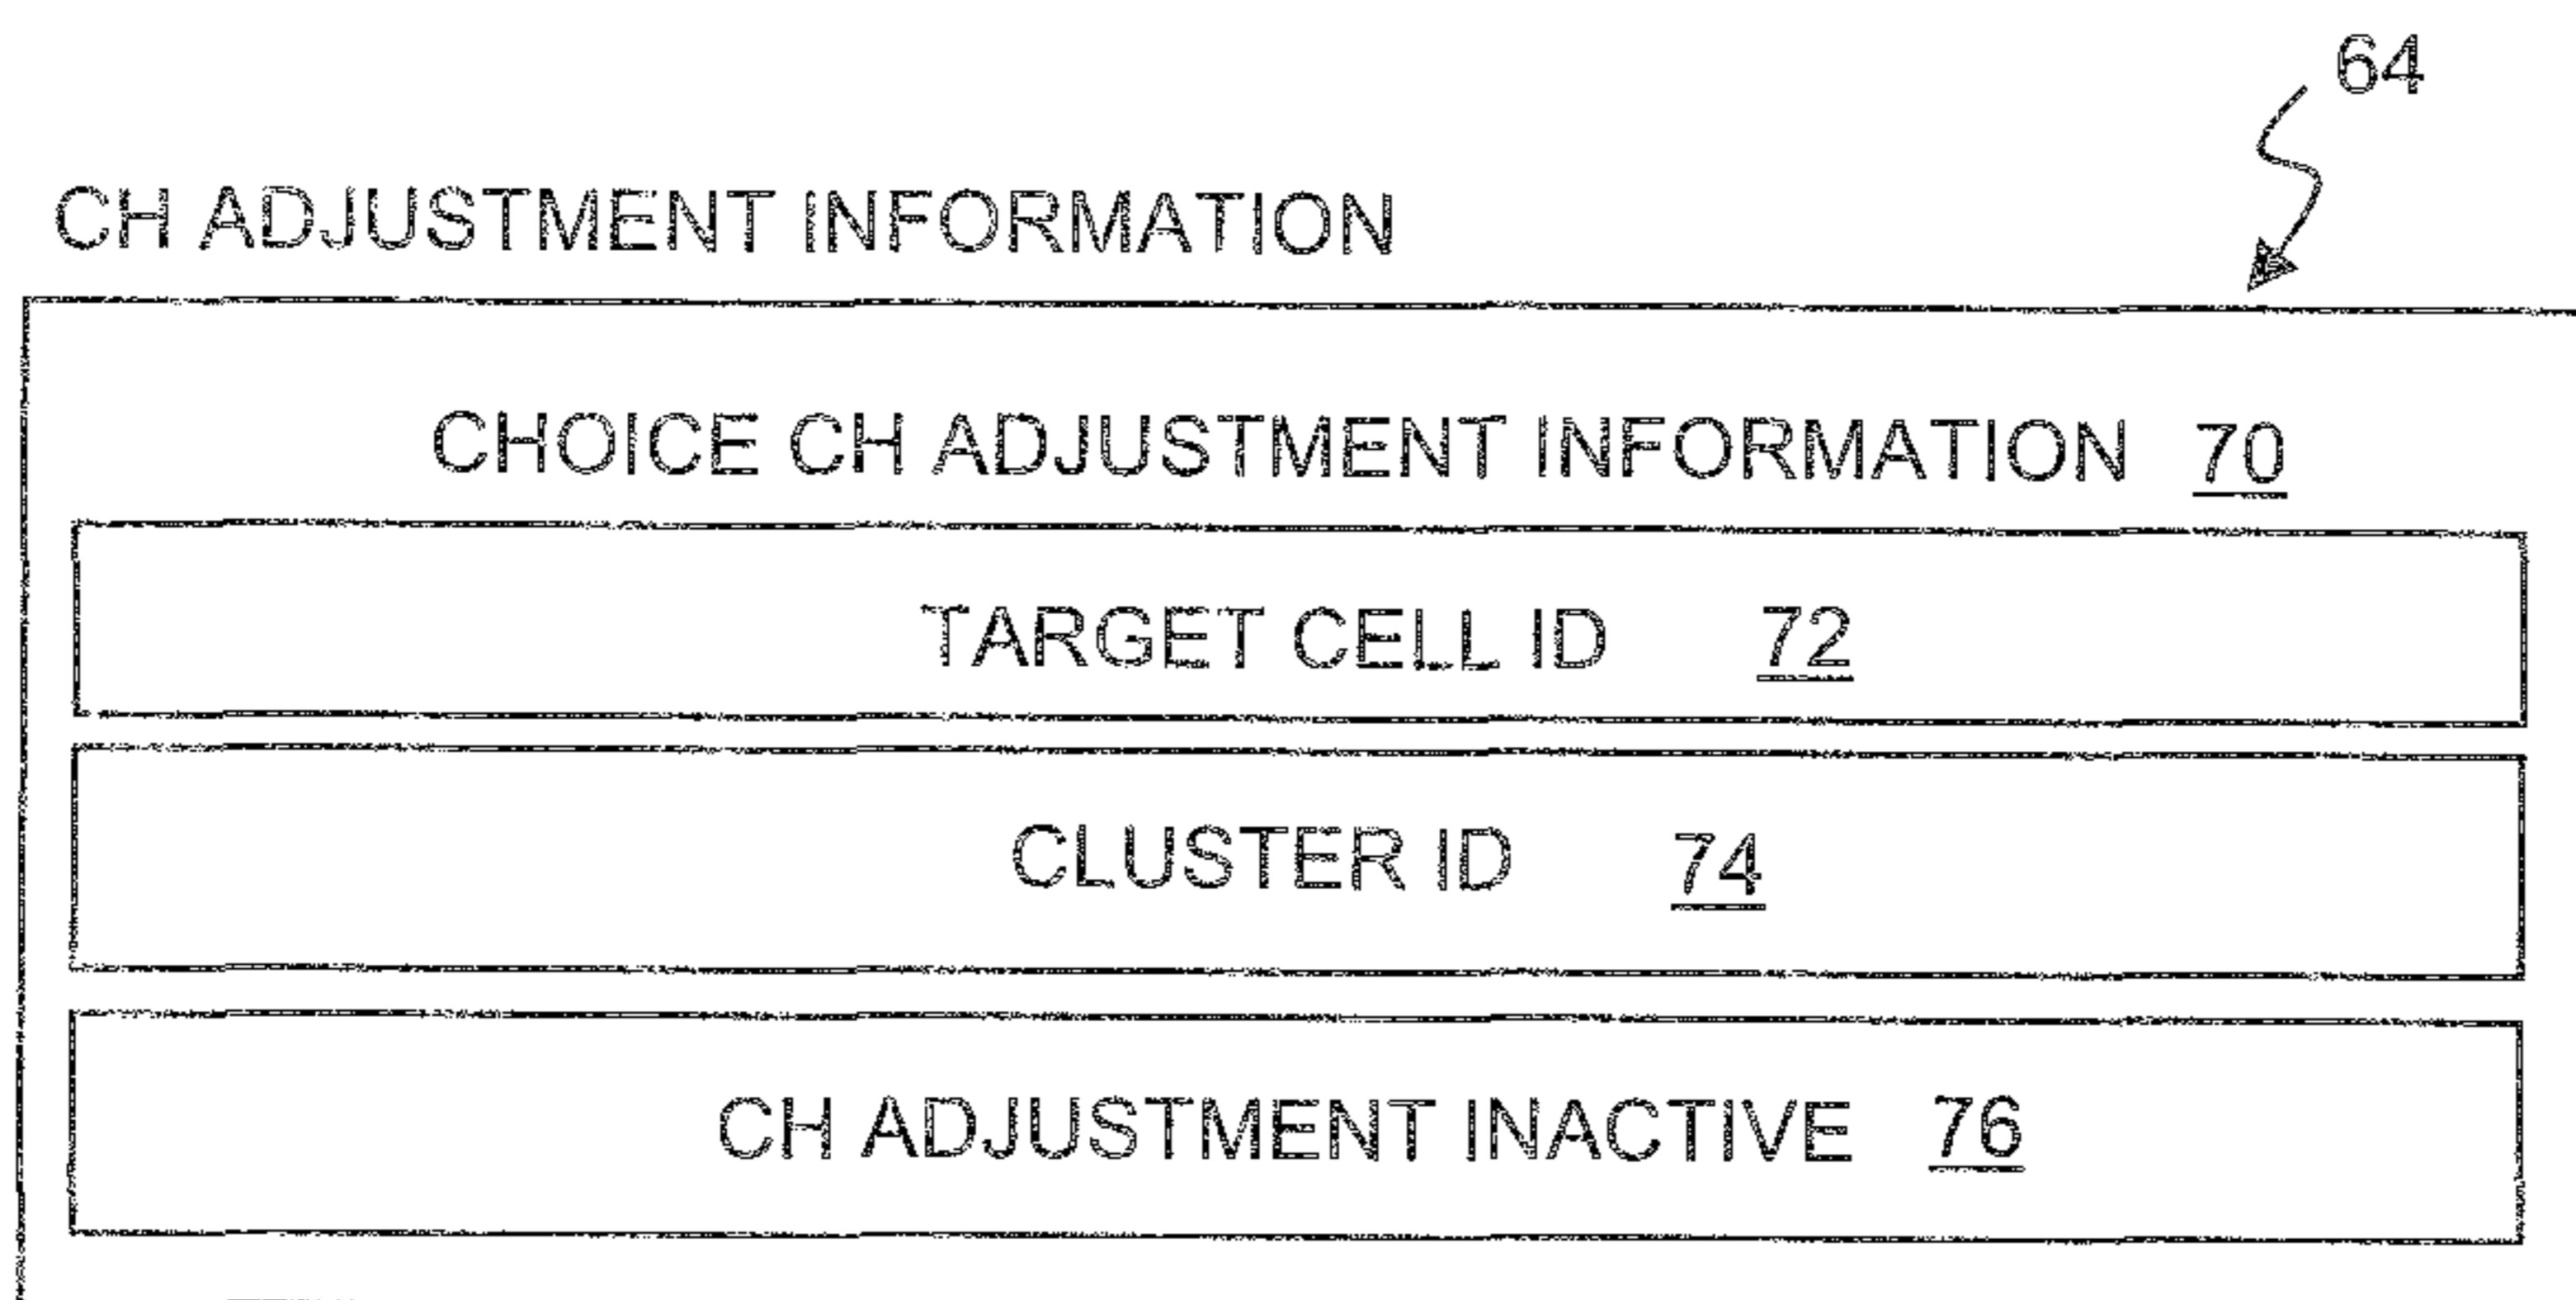 64
CH ADJUSTMENT INFORMATION
CHOICE CH ADJUSTMENT INFORMATION 70
TARGET CELL ID 72
CLUSTER ID 74
CH ADJUSTMENT INACTIVE 76